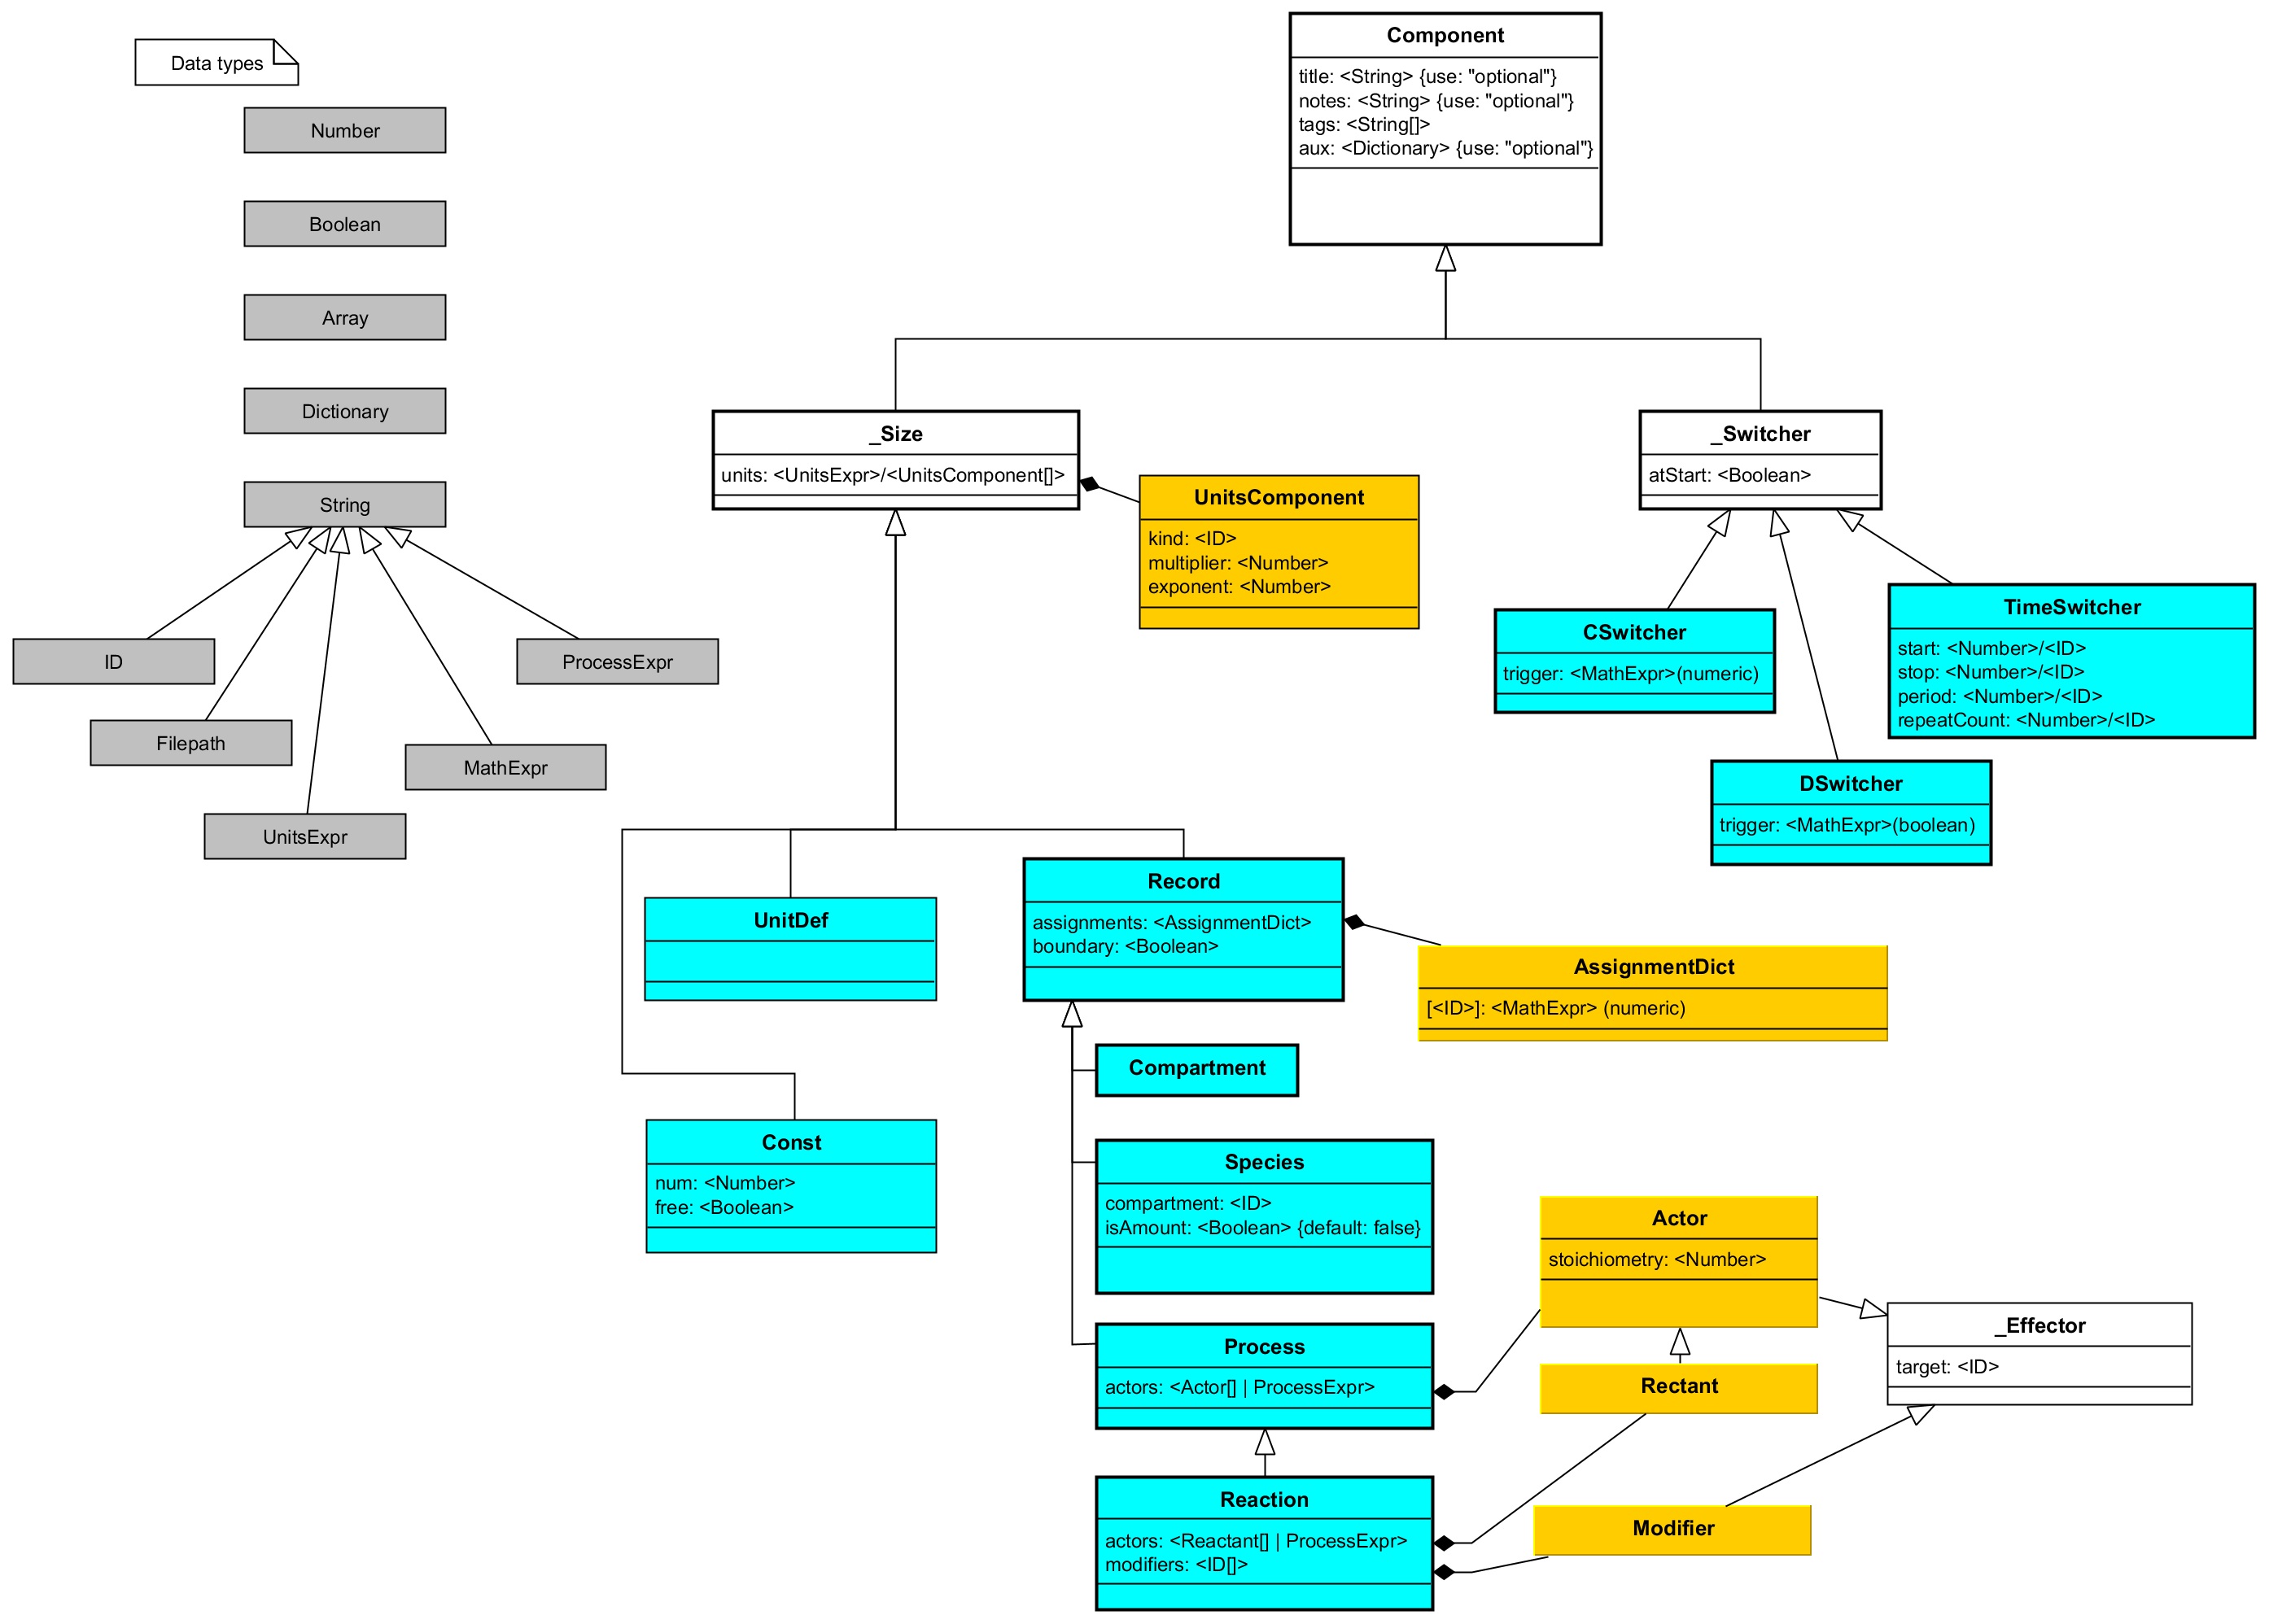 Data types
Number
Boolean
Array
Dictionary
String
ID
ProcessExpr
Filepath
MathExpr
UnitsExpr
Component
title: <String> {use: "optional"}
notes: <String> {use: "optional"}
tags: <String[]>
aux: <Dictionary> {use: "optional"}
_Size
units: <UnitsExpr>/<UnitsComponent[]>
UnitsComponent
kind: <ID>
multiplier: <Number>
exponent: <Number>
_Switcher
atStart: <Boolean>
CSwitcher
trigger: <MathExpr>(numeric)
TimeSwitcher
start: <Number>/<ID>
stop: <Number>/<ID>
period: <Number>/<ID>
repeatCount: <Number>/<ID>
DSwitcher
trigger: <MathExpr>(boolean)
UnitDef
Record
assignments: <AssignmentDict>
boundary: <Boolean>
AssignmentDict
[<ID>]: <MathExpr> (numeric)
Compartment
Const
num: <Number>
free: <Boolean>
Species
compartment: <ID>
isAmount: <Boolean> {default: false}
Actor
stoichiometry: <Number>
_Effector
target: <ID>
Process
actors: <Actor[] | ProcessExpr>
Rectant
Reaction
actors: <Reactant[] | ProcessExpr>
modifiers: <ID[]>
Modifier